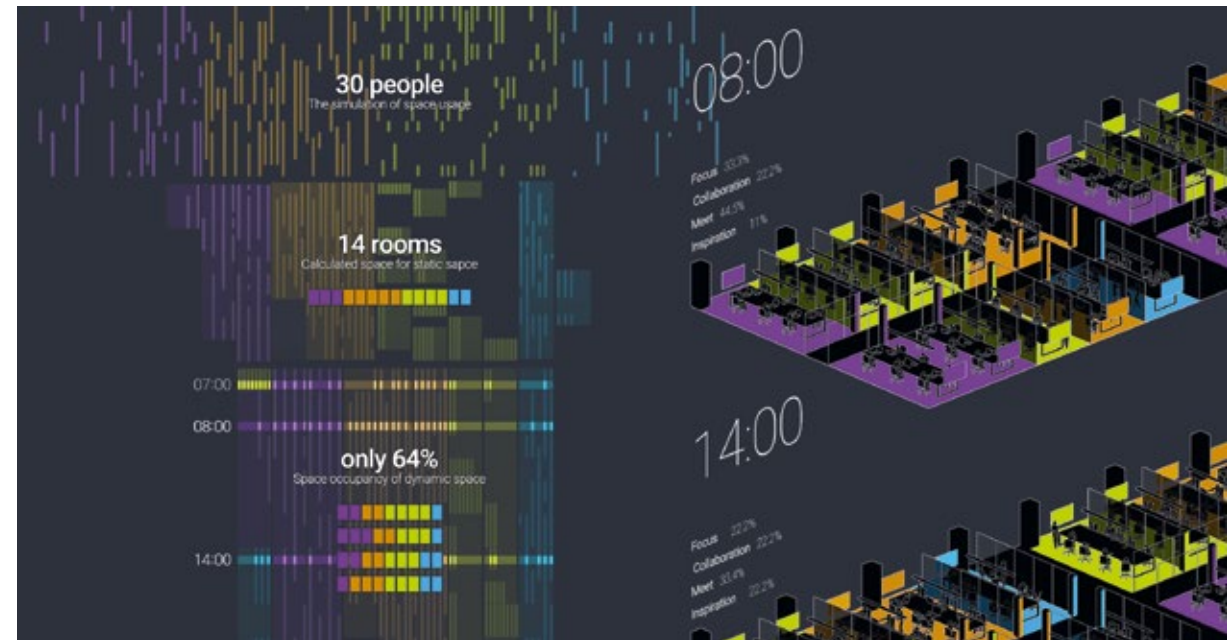 30 people
The simulation of space usage
14 rooms
Calculated space for static sapce
07:00
08:00
only 64%
Space occupancy of dynamic space
14:00
08:00
Focus 33,3%
Collaboration 22,2%
Meet 44,5%
Inspiration 11%
14:00
Focus 22,2%
Collaboration 22,2%
Meet 33,4%
Inspiration 22,2%